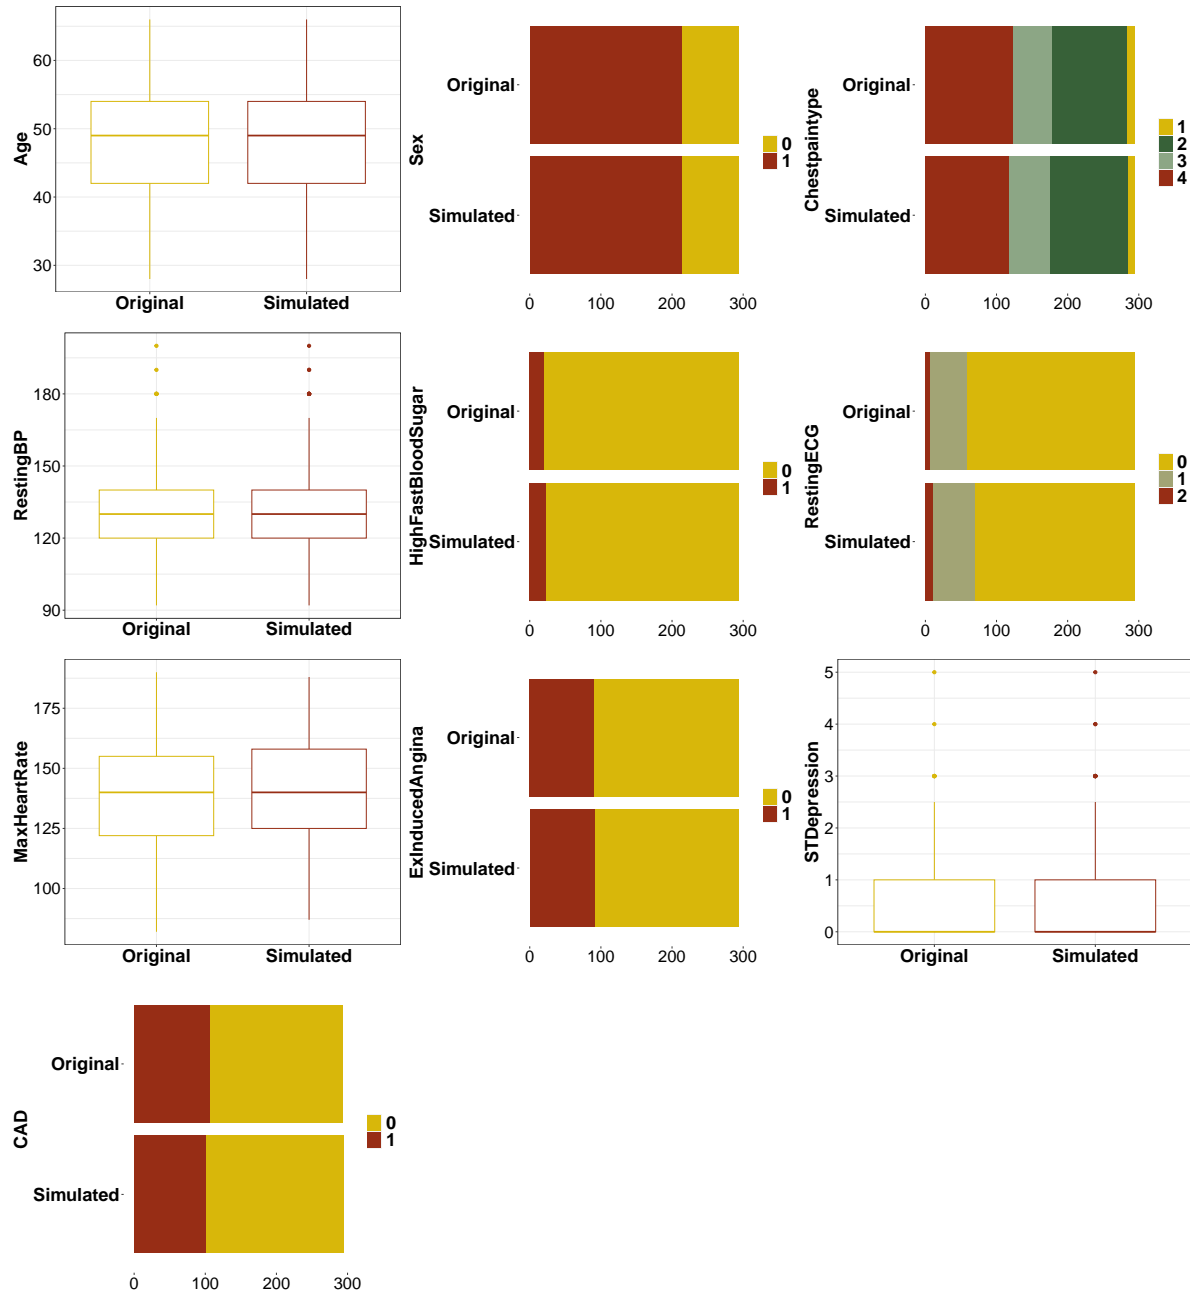 Age
60
50
40
30
Original
Simulated
Sex
Original
Simulated
0
100
200
300
0
1
Chestpaintype
Original
Simulated
0
100
200
300
1
2
3
4
RestingBP
180
150
120
90
Original
Simulated
HighFastBloodSugar
Original
Simulated
0
100
200
300
0
1
RestingECG
Original
Simulated
0
100
200
300
0
1
2
MaxHeartRate
175
150
125
100
Original
Simulated
ExInducedAngina
Original
Simulated
0
100
200
300
0
1
STDepression
5
4
3
2
1
0
Original
Simulated
CAD
Original
Simulated
0
100
200
300
0
1